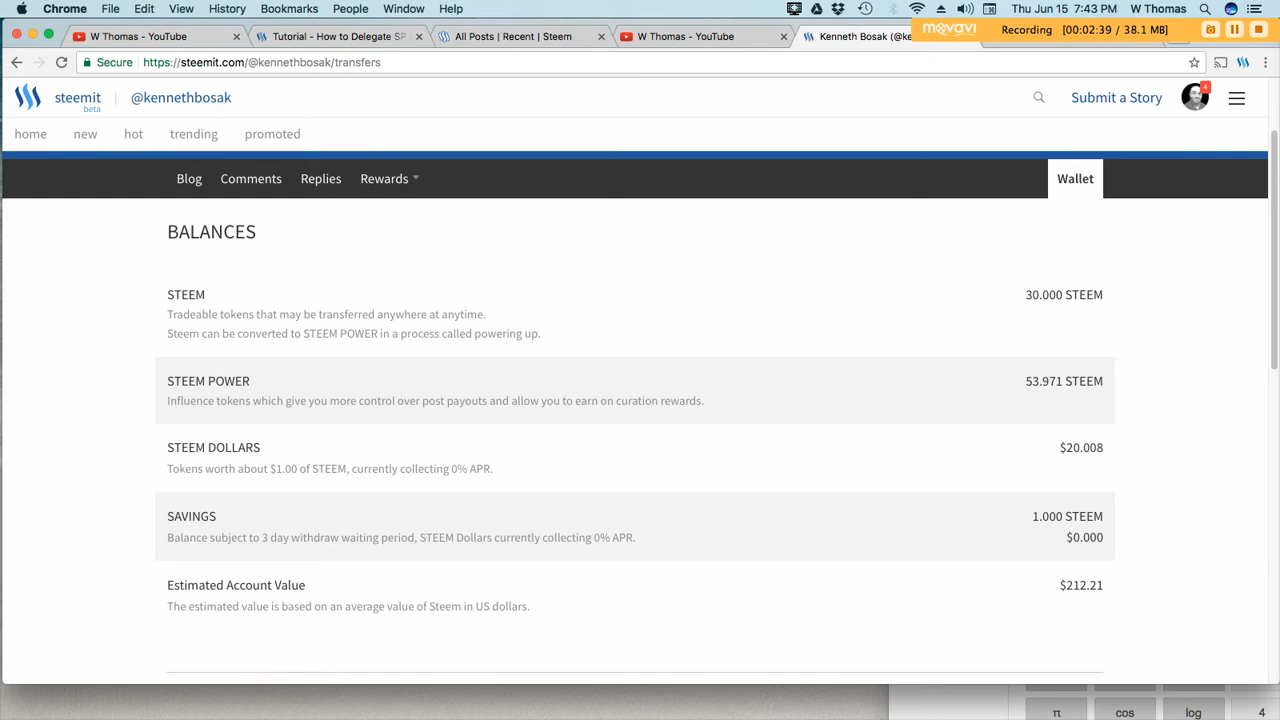 Chrome File Edit View History Bookmarks People Window Help Thu Jun 15 7:43 PM W Thomas
W Thomas - YouTube Tutorial - How to Delegate SP All Posts | Recent | Steem W Thomas - YouTube Kenneth Bosak (@ke
movavi Recording [00:02:39 / 38.1 MB]
Secure https://steemit.com/@kennethbosak/transfers
steemit beta @kennethbosak Submit a Story 4
home new hot trending promoted
Blog Comments Replies Rewards Wallet
BALANCES
STEEM 30.000 STEEM
Tradeable tokens that may be transferred anywhere at anytime.
Steem can be converted to STEEM POWER in a process called powering up.
STEEM POWER 53.971 STEEM
Influence tokens which give you more control over post payouts and allow you to earn on curation rewards.
STEEM DOLLARS $20.008
Tokens worth about $1.00 of STEEM, currently collecting 0% APR.
SAVINGS 1.000 STEEM
Balance subject to 3 day withdraw waiting period, STEEM Dollars currently collecting 0% APR. $0.000
Estimated Account Value $212.21
The estimated value is based on an average value of Steem in US dollars.
π cos log 4